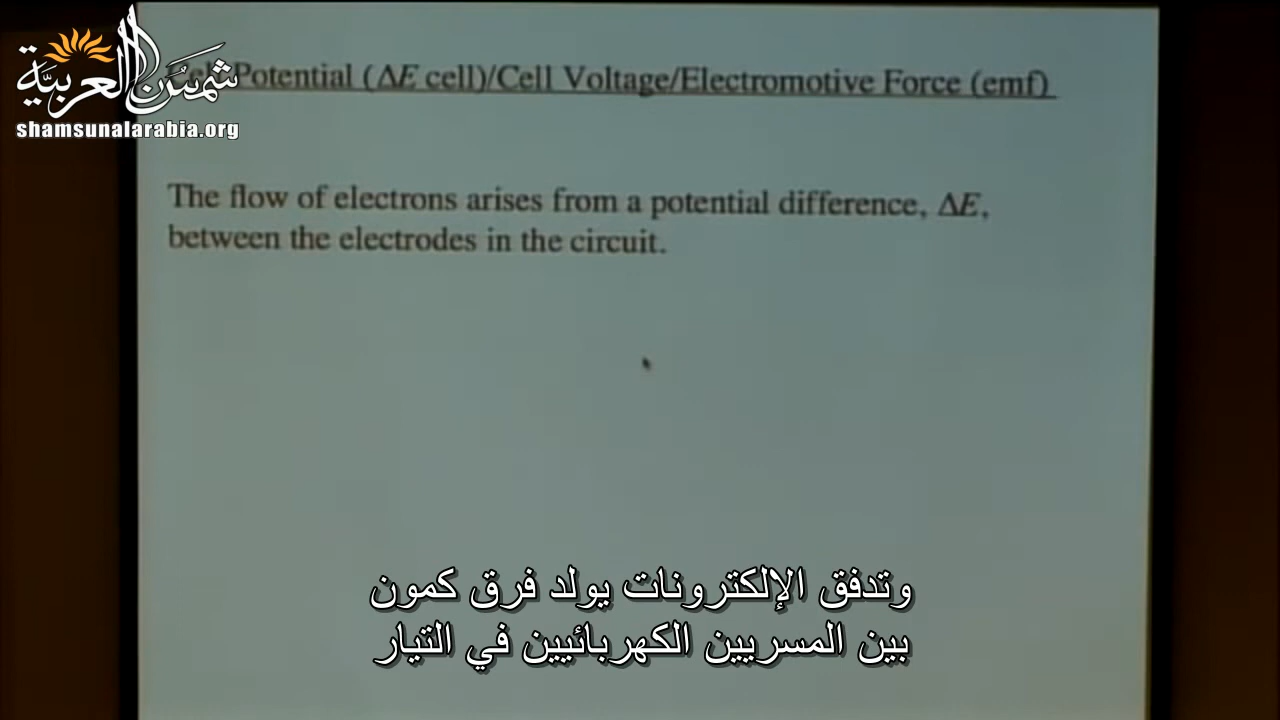 شمس العربية
shamsunalarabia.org
Potential (ΔE cell)/Cell Voltage/Electromotive Force (emf)
The flow of electrons arises from a potential difference, ΔE,
between the electrodes in the circuit.
وتدفق الإلكترونات يولد فرق كمون
بين المسريين الكهربائيين في التيار